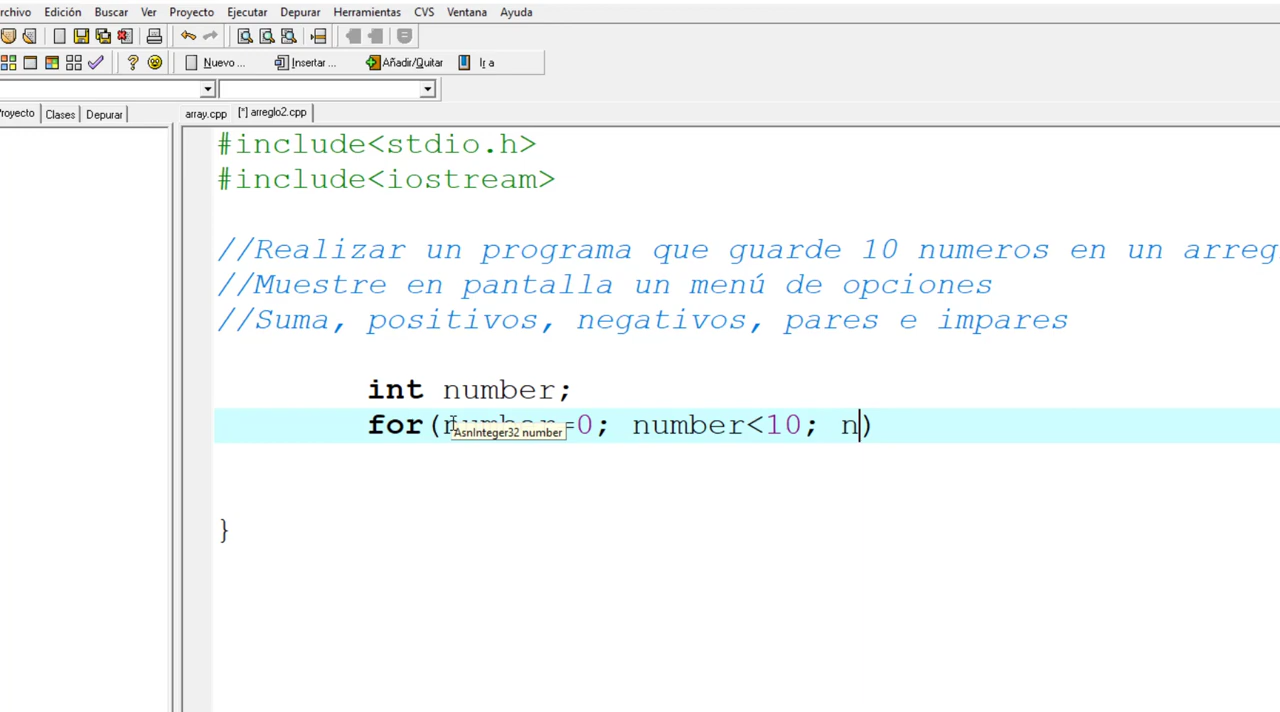 Edición Buscar Ver Proyecto Ejecutar Depurar Herramientas CVS Ventana Ayuda
Nuevo ... Insertar ... Añadir/Quitar Ir a
Clases Depurar array.cpp [*] arreglo2.cpp
#include<stdio.h>
#include<iostream>
//Realizar un programa que guarde 10 numeros en un arreg
//Muestre en pantalla un menú de opciones
//Suma, positivos, negativos, pares e impares
int number;
for(number=0; number<10; n)
AsnInteger32 number
}